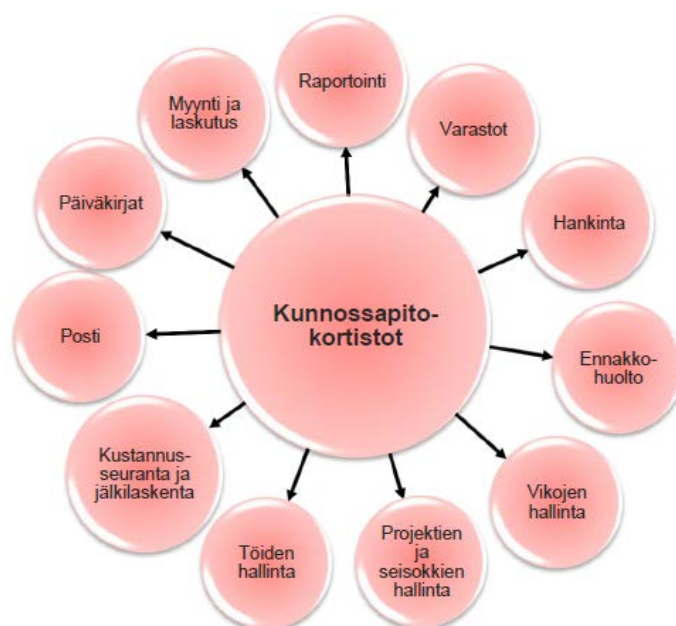 Raportointi
Myynti ja
laskutus
Varastot
Päiväkirjat
Hankinta
Kunnossapito-
kortistot
Posti
Ennakko-
huolto
Kustannus-
seuranta ja
jälkilaskenta
Vikojen
hallinta
Töiden
hallinta
Projektien
ja
seisokkien
hallinta